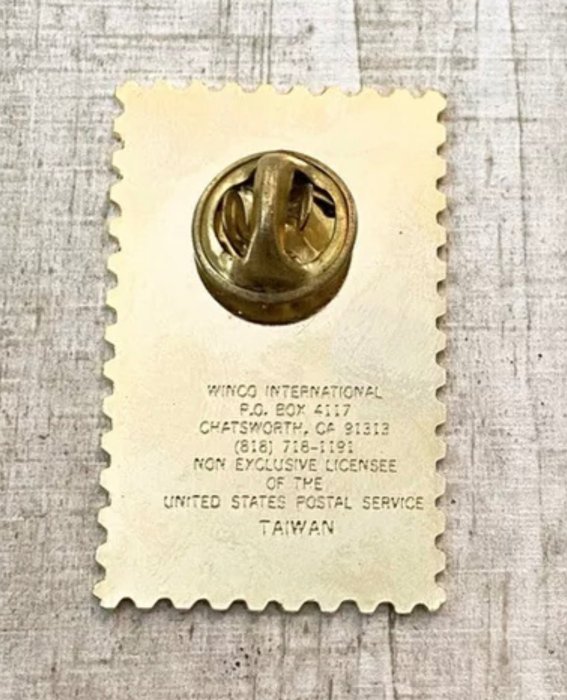 WINCO INTERNATIONAL
P.O. BOX 4117
CHATSWORTH, CA 91313
(818) 718-1191
NON EXCLUSIVE LICENSEE
OF THE
UNITED STATES POSTAL SERVICE
TAIWAN